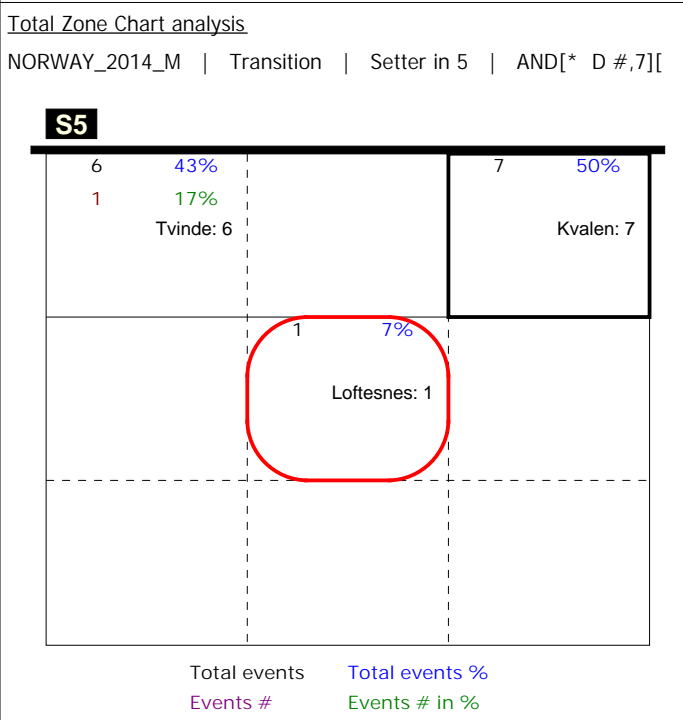 Total Zone Chart analysis
NORWAY_2014_M | Transition | Setter in 5 | AND[* D #,7][
S5
6 43% 7 50%
1 17%
Tvinde: 6 Kvalen: 7
1 7%
Loftesnes: 1
Total events Total events %
Events # Events # in %